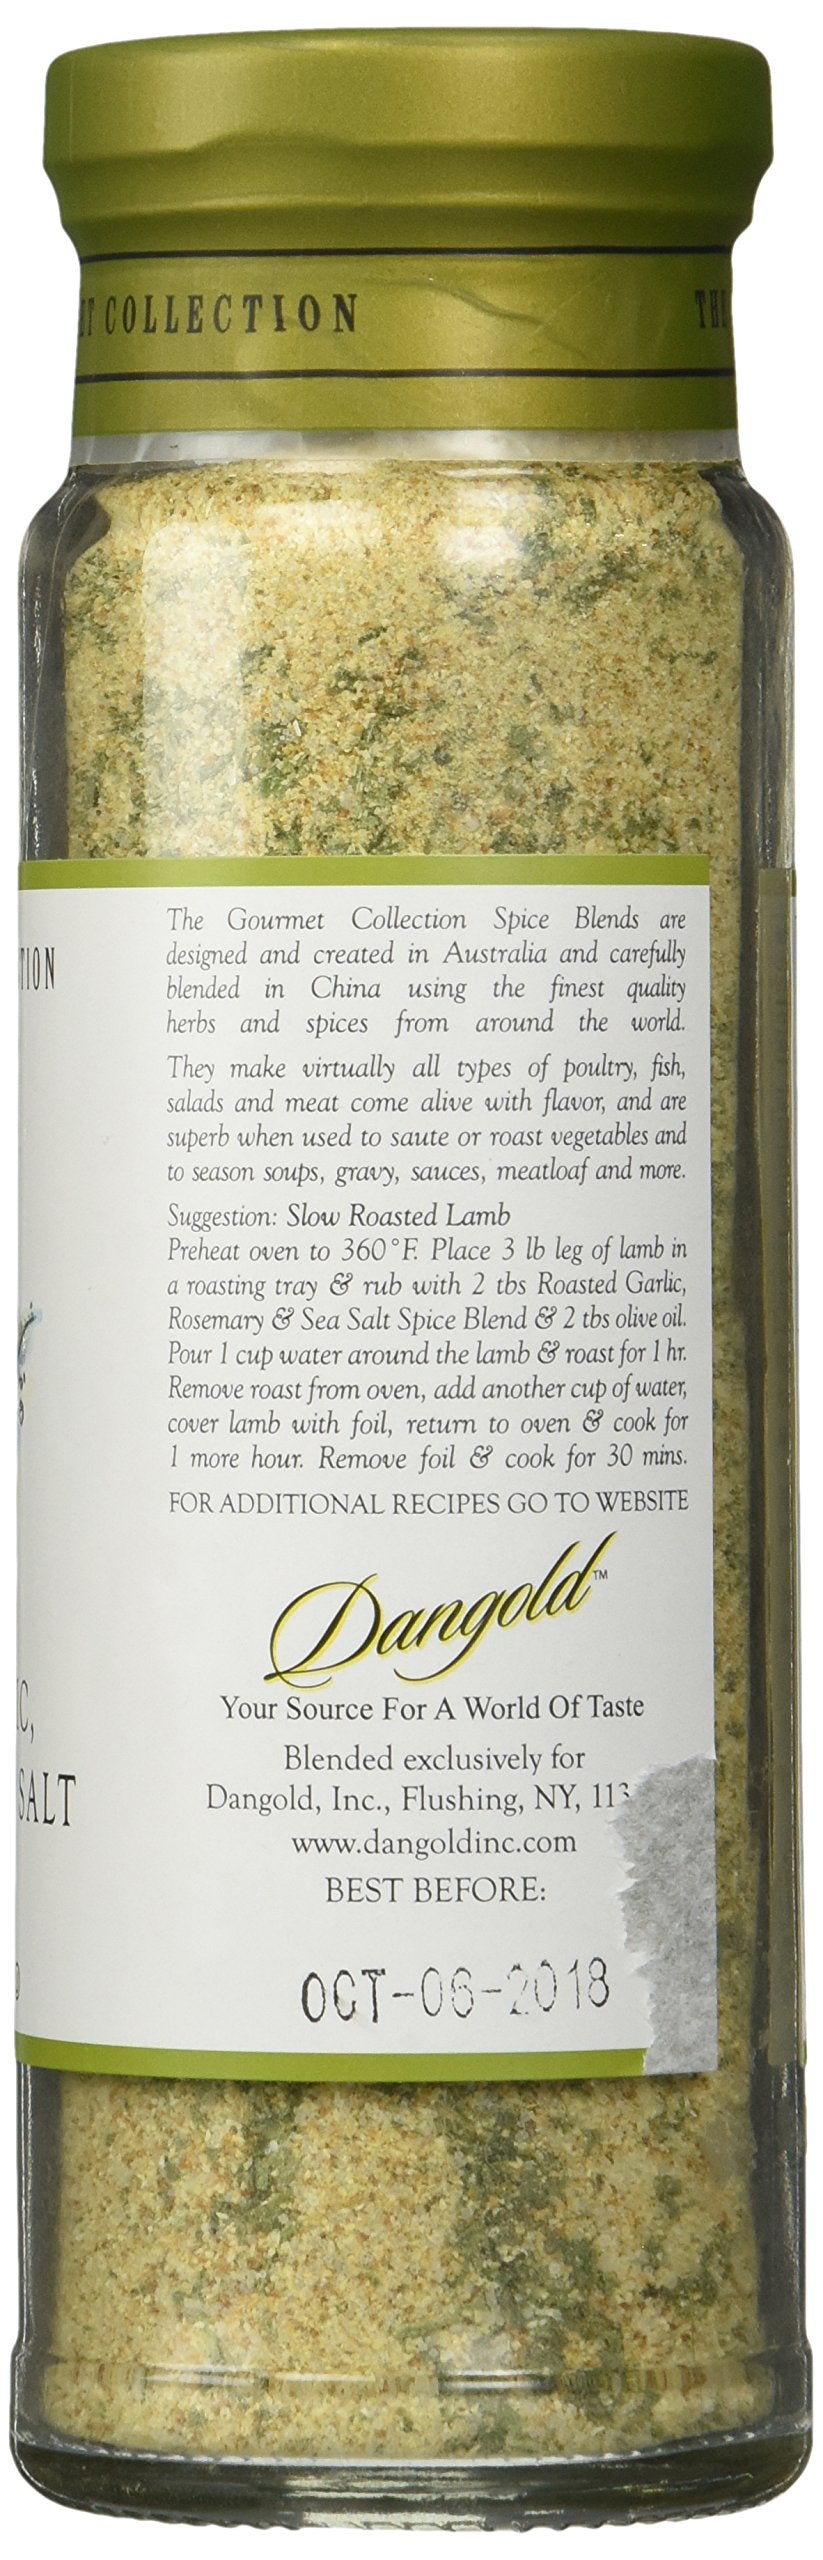 COLLECTION
The Gourmet Collection Spice Blends are
designed and created in Australia and carefully
blended in China using the finest quality
herbs and spices from around the world.
They make virtually all types of poultry, fish,
salads and meat come alive with flavor, and are
superb when used to saute or roast vegetables and
to season soups, gravy, sauces, meatloaf and more.
Suggestion: Slow Roasted Lamb
Preheat oven to 360°F. Place 3 lb leg of lamb in
a roasting tray & rub with 2 tbs Roasted Garlic,
Rosemary & Sea Salt Spice Blend & 2 tbs olive oil.
Pour 1 cup water around the lamb & roast for 1 hr.
Remove roast from oven, add another cup of water,
cover lamb with foil, return to oven & cook for
1 more hour. Remove foil & cook for 30 mins.
FOR ADDITIONAL RECIPES GO TO WEBSITE
Dangold™
Your Source For A World Of Taste
Blended exclusively for
Dangold, Inc., Flushing, NY,
www.dangoldinc.com
BEST BEFORE:
OCT-06-2018
SALT